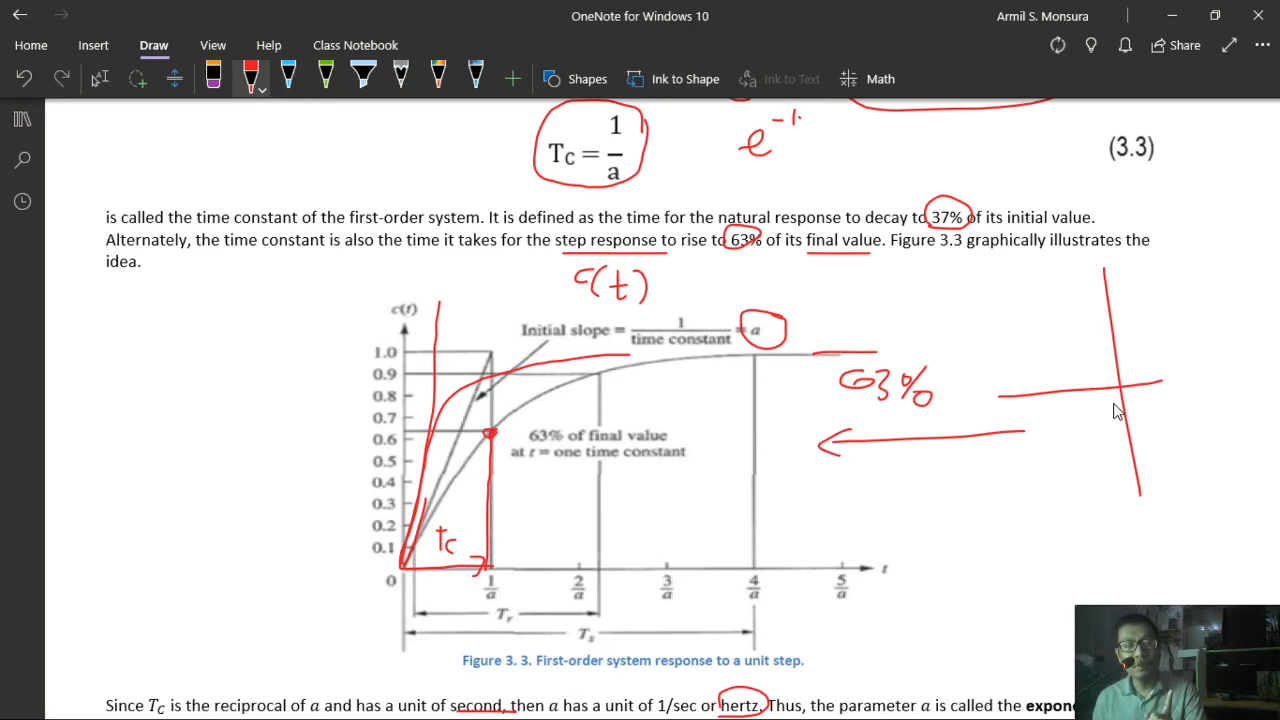 OneNote for Windows 10
Armil S. Monsura
Home Insert Draw View Help Class Notebook Share
Shapes Ink to Shape Ink to Text Math
T_C = 1/a
e^-1
(3.3)
is called the time constant of the first-order system. It is defined as the time for the natural response to decay to 37% of its initial value.
Alternately, the time constant is also the time it takes for the step response to rise to 63% of its final value. Figure 3.3 graphically illustrates the
idea.
c(t)
c(t)
Initial slope = 1/time constant = a
1.0
0.9
0.8
0.7
0.6
0.5
0.4
0.3
0.2
0.1
0
63%
63% of final value
at t = one time constant
tc
1/a 2/a 3/a 4/a 5/a t
T_r
T_s
Figure 3. 3. First-order system response to a unit step.
Since T_C is the reciprocal of a and has a unit of second, then a has a unit of 1/sec or hertz. Thus, the parameter a is called the